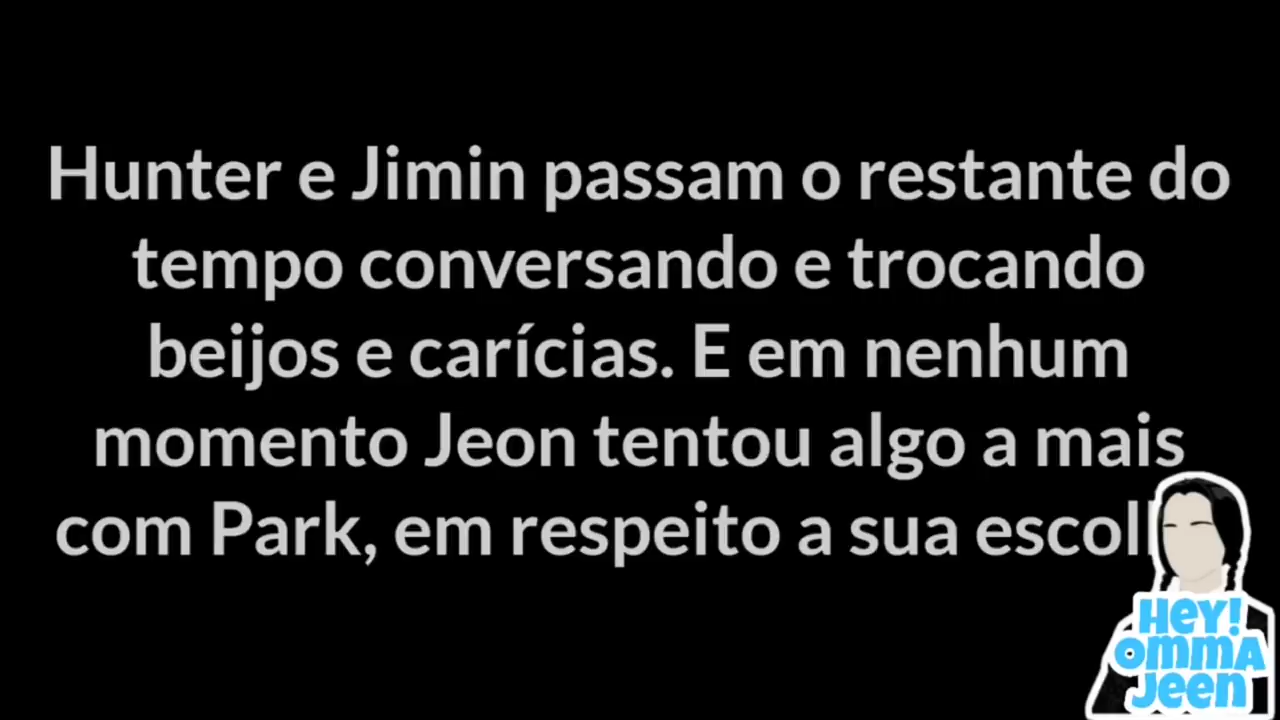 Hunter e Jimin passam o restante do
tempo conversando e trocando
beijos e carícias. E em nenhum
momento Jeon tentou algo a mais
com Park, em respeito a sua
Hey!
Omma
Jeen